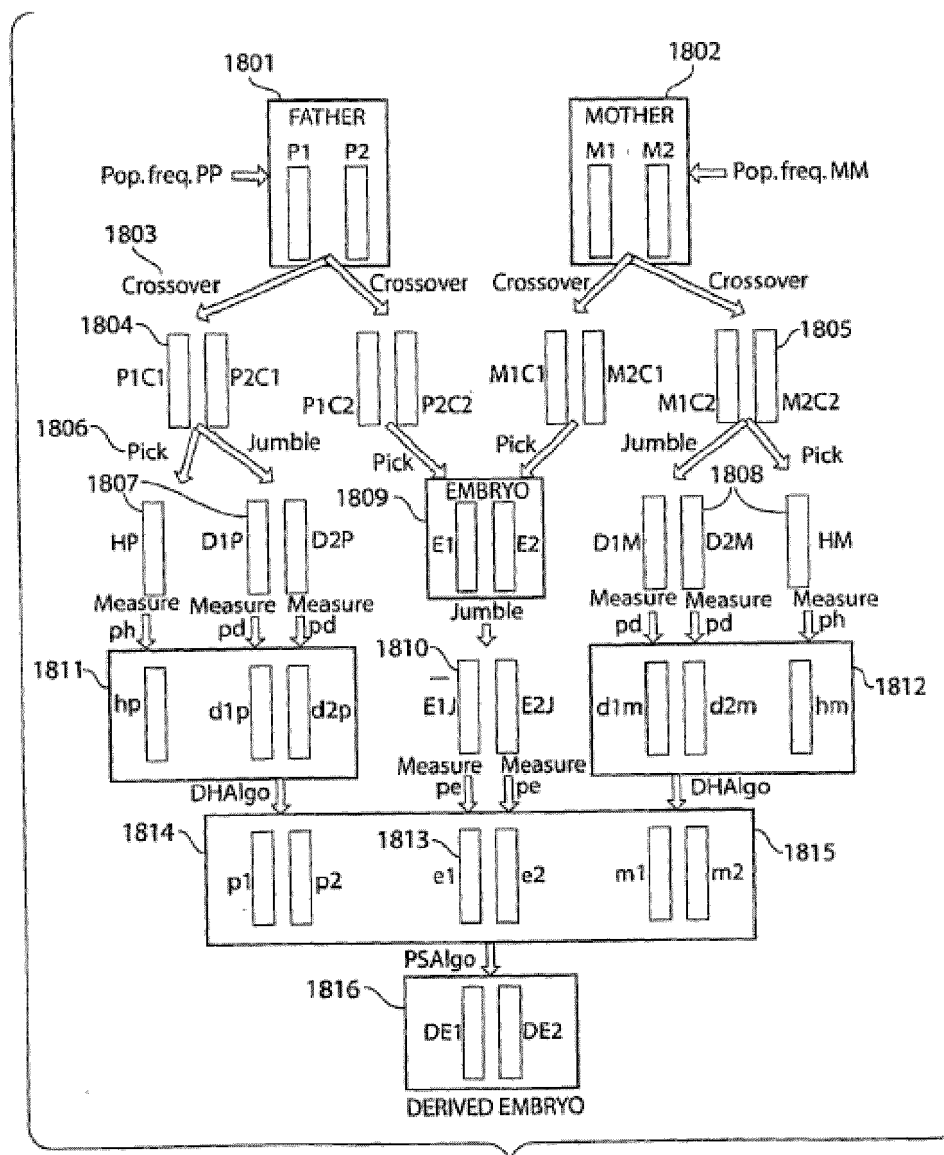 1801
1802
FATHER
P1 P2
MOTHER
M1 M2
Pop. freq. PP
Pop. freq. MM
1803
Crossover
Crossover
Crossover
Crossover
1804
1805
P1C1 P2C1
P1C2 P2C2
M1C1 M2C1
M1C2 M2C2
1806
Pick
Jumble
Pick
Pick
Jumble
Pick
1807
1808
1809
EMBRYO
E1 E2
HP
D1P D2P
D1M D2M
HM
Measure ph
Measure pd
Measure pd
Jumble
Measure pd
Measure pd
Measure ph
1810
1811
1812
hp
d1p d2p
E1J E2J
d1m d2m
hm
DHAlgo
Measure pe
Measure pe
DHAlgo
1814
1813
1815
p1 p2
e1 e2
m1 m2
PSAlgo
1816
DE1 DE2
DERIVED EMBRYO